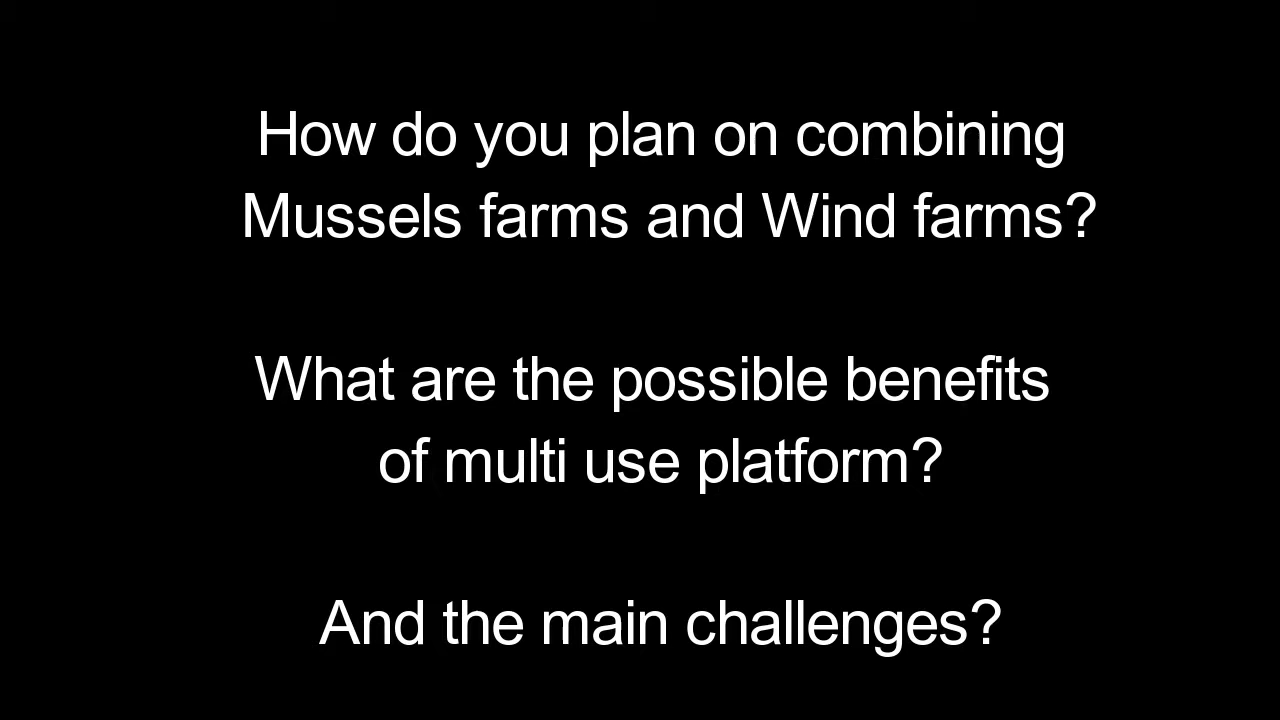 How do you plan on combining
Mussels farms and Wind farms?
What are the possible benefits
of multi use platform?
And the main challenges?